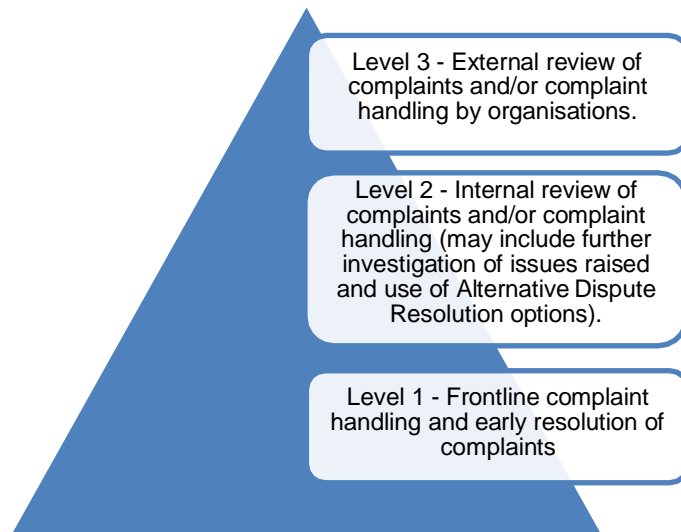 Level 3 - External review of
complaints and/or complaint
handling by organisations.
Level 2 - Internal review of
complaints and/or complaint
handling (may include further
investigation of issues raised
and use of Alternative Dispute
Resolution options).
Level 1 - Frontline complaint
handling and early resolution of
complaints